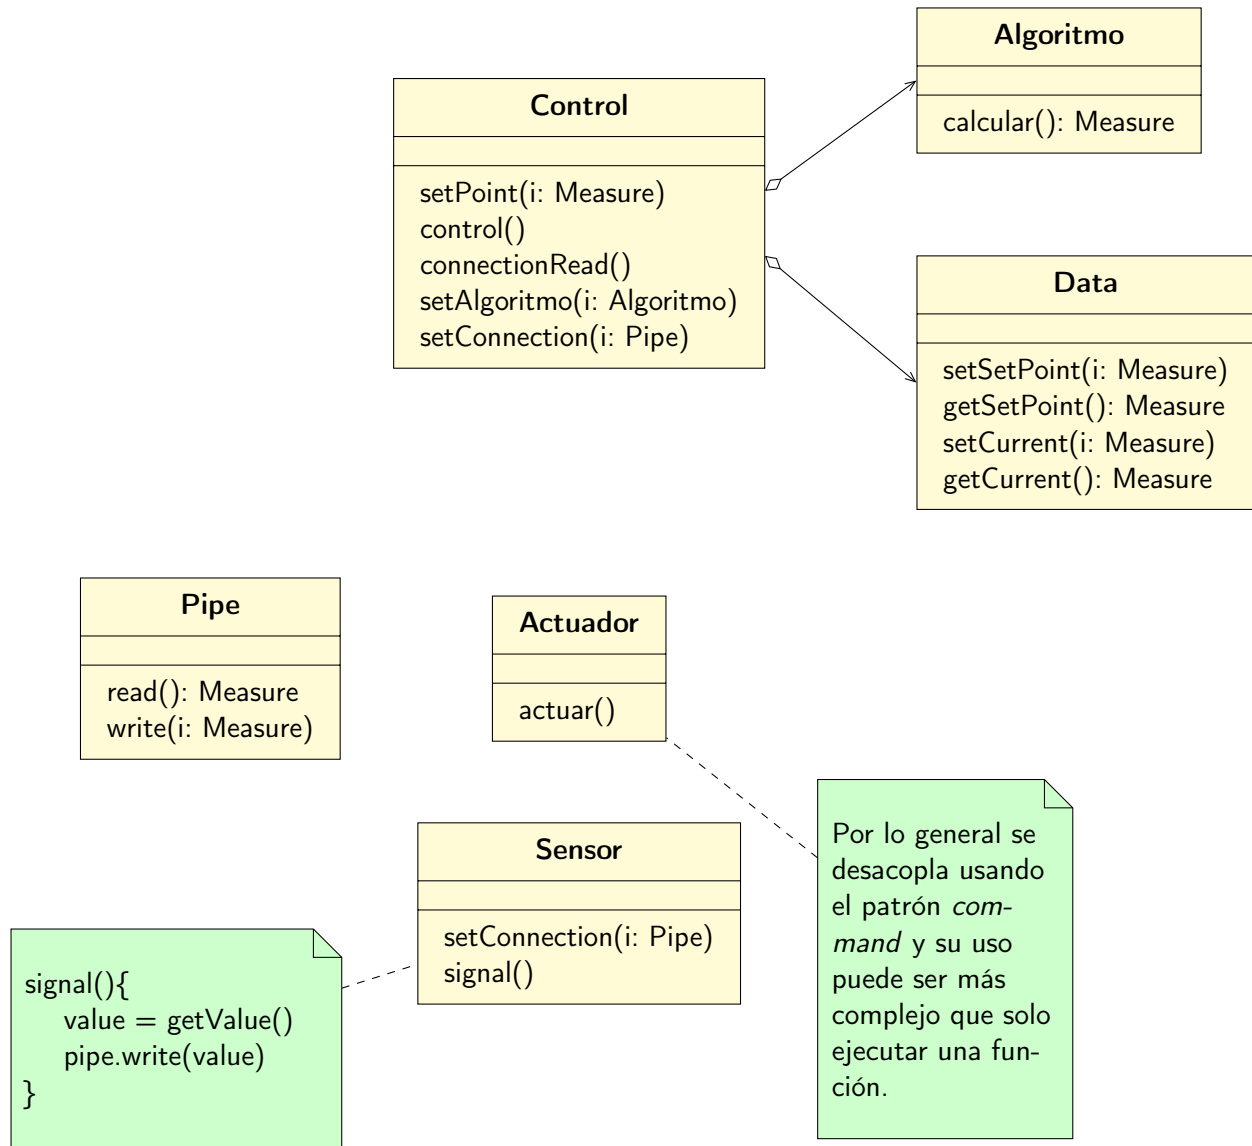 Algoritmo
calcular(): Measure
Control
setPoint(i: Measure)
control()
connectionRead()
setAlgoritmo(i: Algoritmo)
setConnection(i: Pipe)
Data
setSetPoint(i: Measure)
getSetPoint(): Measure
setCurrent(i: Measure)
getCurrent(): Measure
Pipe
read(): Measure
write(i: Measure)
Actuador
actuar()
Sensor
setConnection(i: Pipe)
signal()
Por lo general se
desacopla usando
el patrón com-
mand y su uso
puede ser más
complejo que solo
ejecutar una fun-
ción.
signal(){
value = getValue()
pipe.write(value)
}